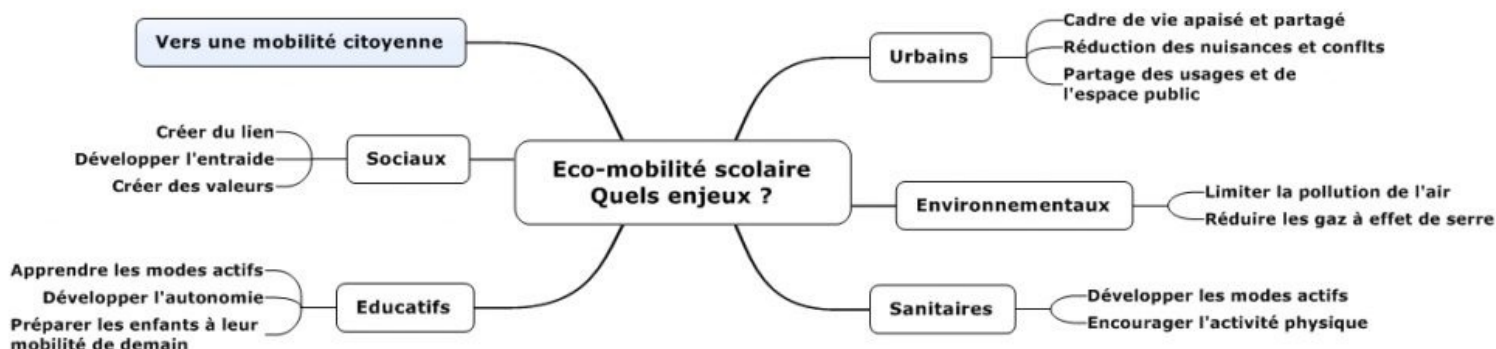 Vers une mobilité citoyenne
Créer du lien
Développer l'entraide
Créer des valeurs
Sociaux
Apprendre les modes actifs
Développer l'autonomie
Préparer les enfants à leur
mobilité de demain
Educatifs
Eco-mobilité scolaire
Quels enjeux ?
Urbains
Cadre de vie apaisé et partagé
Réduction des nuisances et conflts
Partage des usages et de
l'espace public
Environnementaux
Limiter la pollution de l'air
Réduire les gaz à effet de serre
Sanitaires
Développer les modes actifs
Encourager l'activité physique